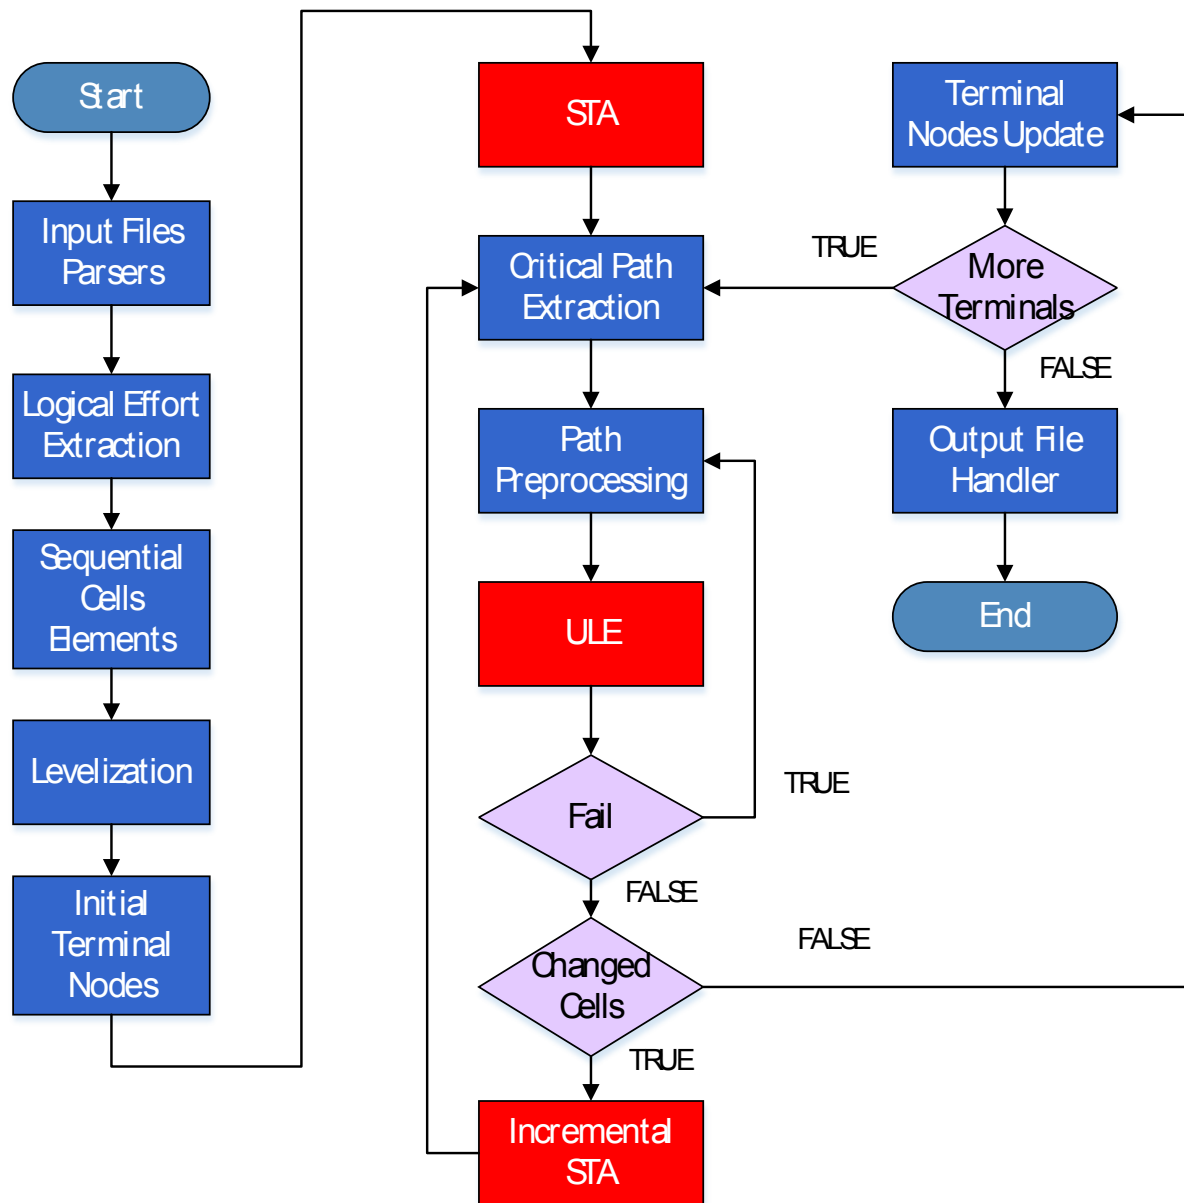 Start
Input Files
Parsers
Logical Effort
Extraction
Sequential
Cells
Elements
Levelization
Initial
Terminal
Nodes
STA
Critical Path
Extraction
Path
Preprocessing
ULE
Fail
TRUE
FALSE
Changed
Cells
FALSE
TRUE
Incremental
STA
Terminal
Nodes Update
More
Terminals
TRUE
FALSE
Output File
Handler
End